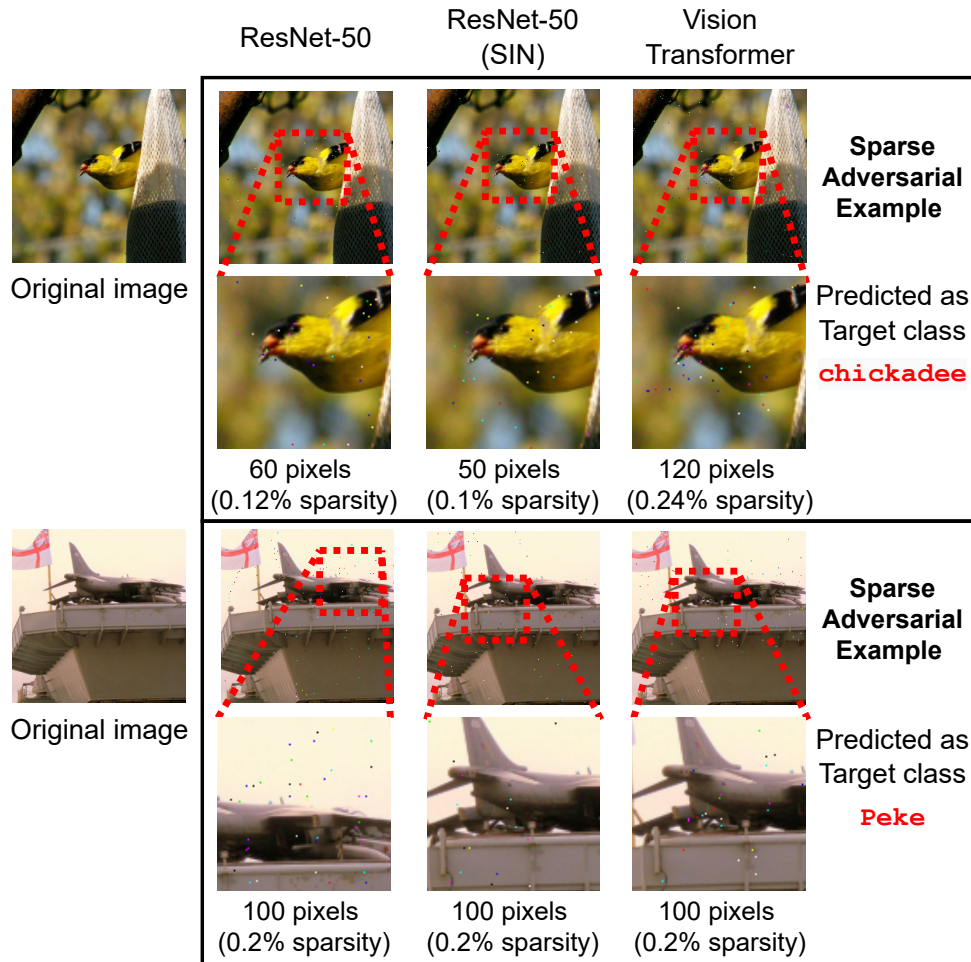 ResNet-50
ResNet-50
(SIN)
Vision
Transformer
Original image
Sparse
Adversarial
Example
Predicted as
Target class
chickadee
60 pixels
(0.12% sparsity)
50 pixels
(0.1% sparsity)
120 pixels
(0.24% sparsity)
Original image
Sparse
Adversarial
Example
Predicted as
Target class
Peke
100 pixels
(0.2% sparsity)
100 pixels
(0.2% sparsity)
100 pixels
(0.2% sparsity)